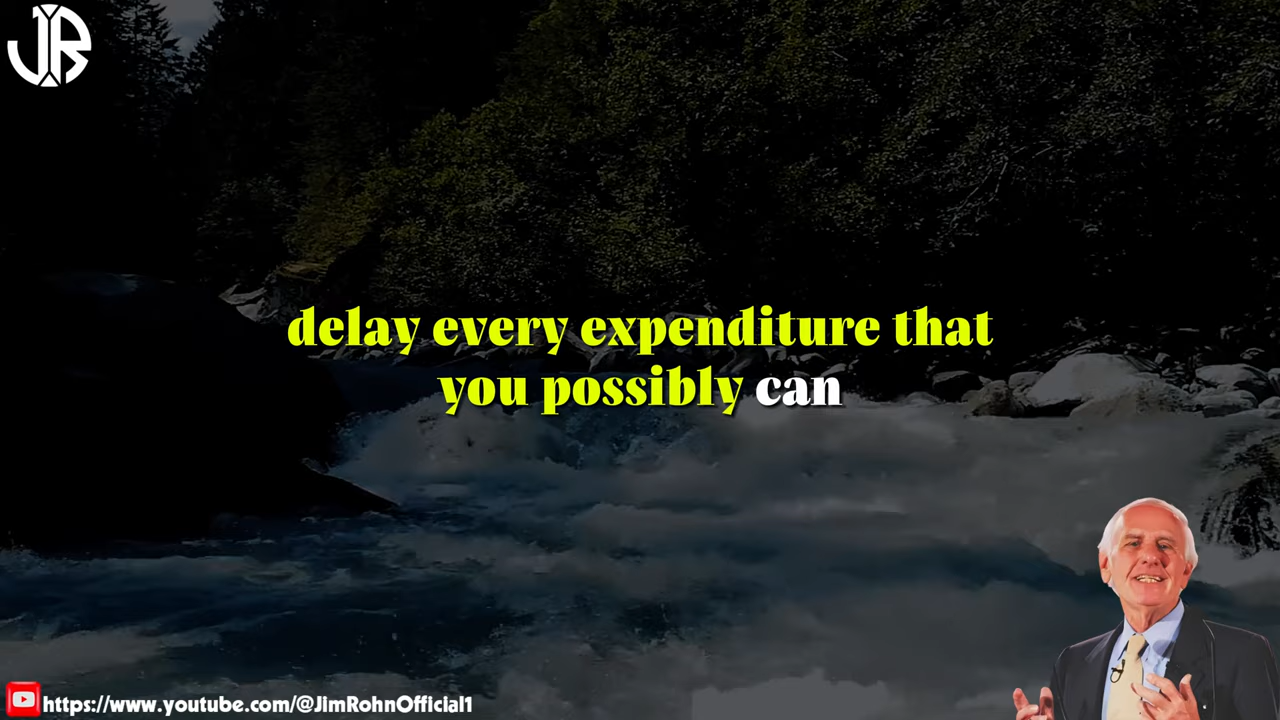 JR
delay every expenditure that
you possibly can
https://www.youtube.com/@JimRohnOfficial1